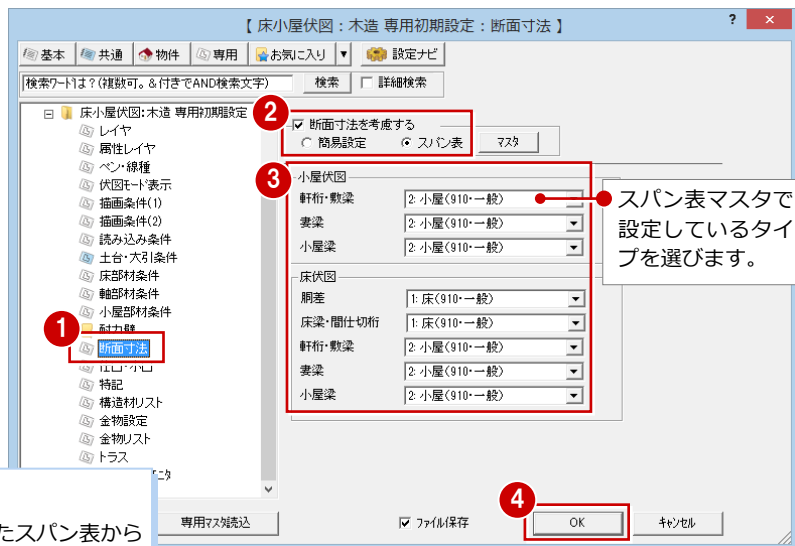 【 床小屋伏図：木造 専用初期設定：断面寸法 】
? ×
基本 共通 物件 専用 お気に入り ▼ 設定ナビ
検索ワードは？(複数可。＆付きでAND検索文字) 検索 詳細検索
床小屋伏図:木造 専用初期設定
レイヤ
属性レイヤ
ペン・線種
伏図モード表示
描画条件(1)
描画条件(2)
読み込み条件
土台・大引条件
床部材条件
軸部材条件
小屋部材条件
耐力壁
1
断面寸法
仕口・小口
特記
構造材リスト
金物設定
金物リスト
トラス
2
断面寸法を考慮する
簡易設定 スパン表 マスタ
3
小屋伏図
軒桁・敷梁 2: 小屋(910・一般)
妻梁 2: 小屋(910・一般)
小屋梁 2: 小屋(910・一般)
床伏図
胴差 1: 床(910・一般)
床梁・間仕切桁 1: 床(910・一般)
軒桁・敷梁 2: 小屋(910・一般)
妻梁 2: 小屋(910・一般)
小屋梁 2: 小屋(910・一般)
スパン表マスタで
設定しているタイ
プを選びます。
4
たスパン表から
専用マスタ読込 ファイル保存 OK キャンセル